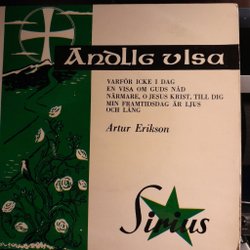 Andlig visa
VARFÖR ICKE I DAG
EN VISA OM GUDS NÅD
NÄRMARE, O JESUS KRIST, TILL DIG
MIN FRAMTIDSDAG ÄR LJUS
OCH LÅNG
Artur Erikson
Sirius